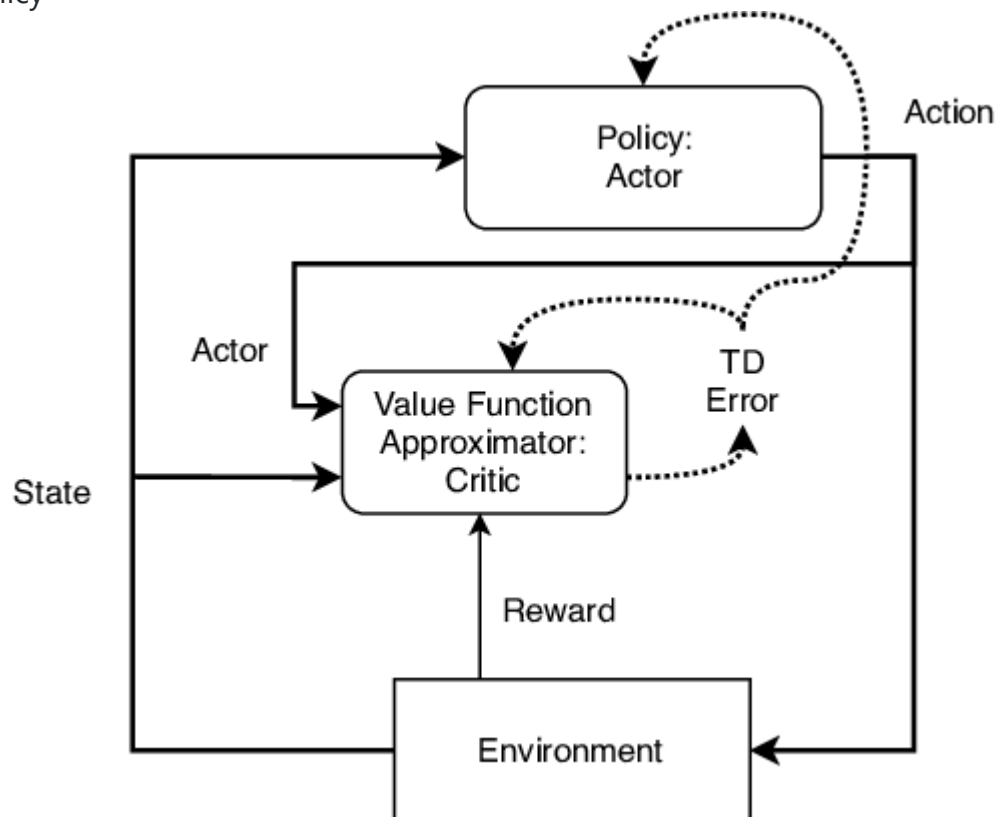 Policy:
Actor
Action
Actor
TD
Error
Value Function
Approximator:
Critic
State
Reward
Environment